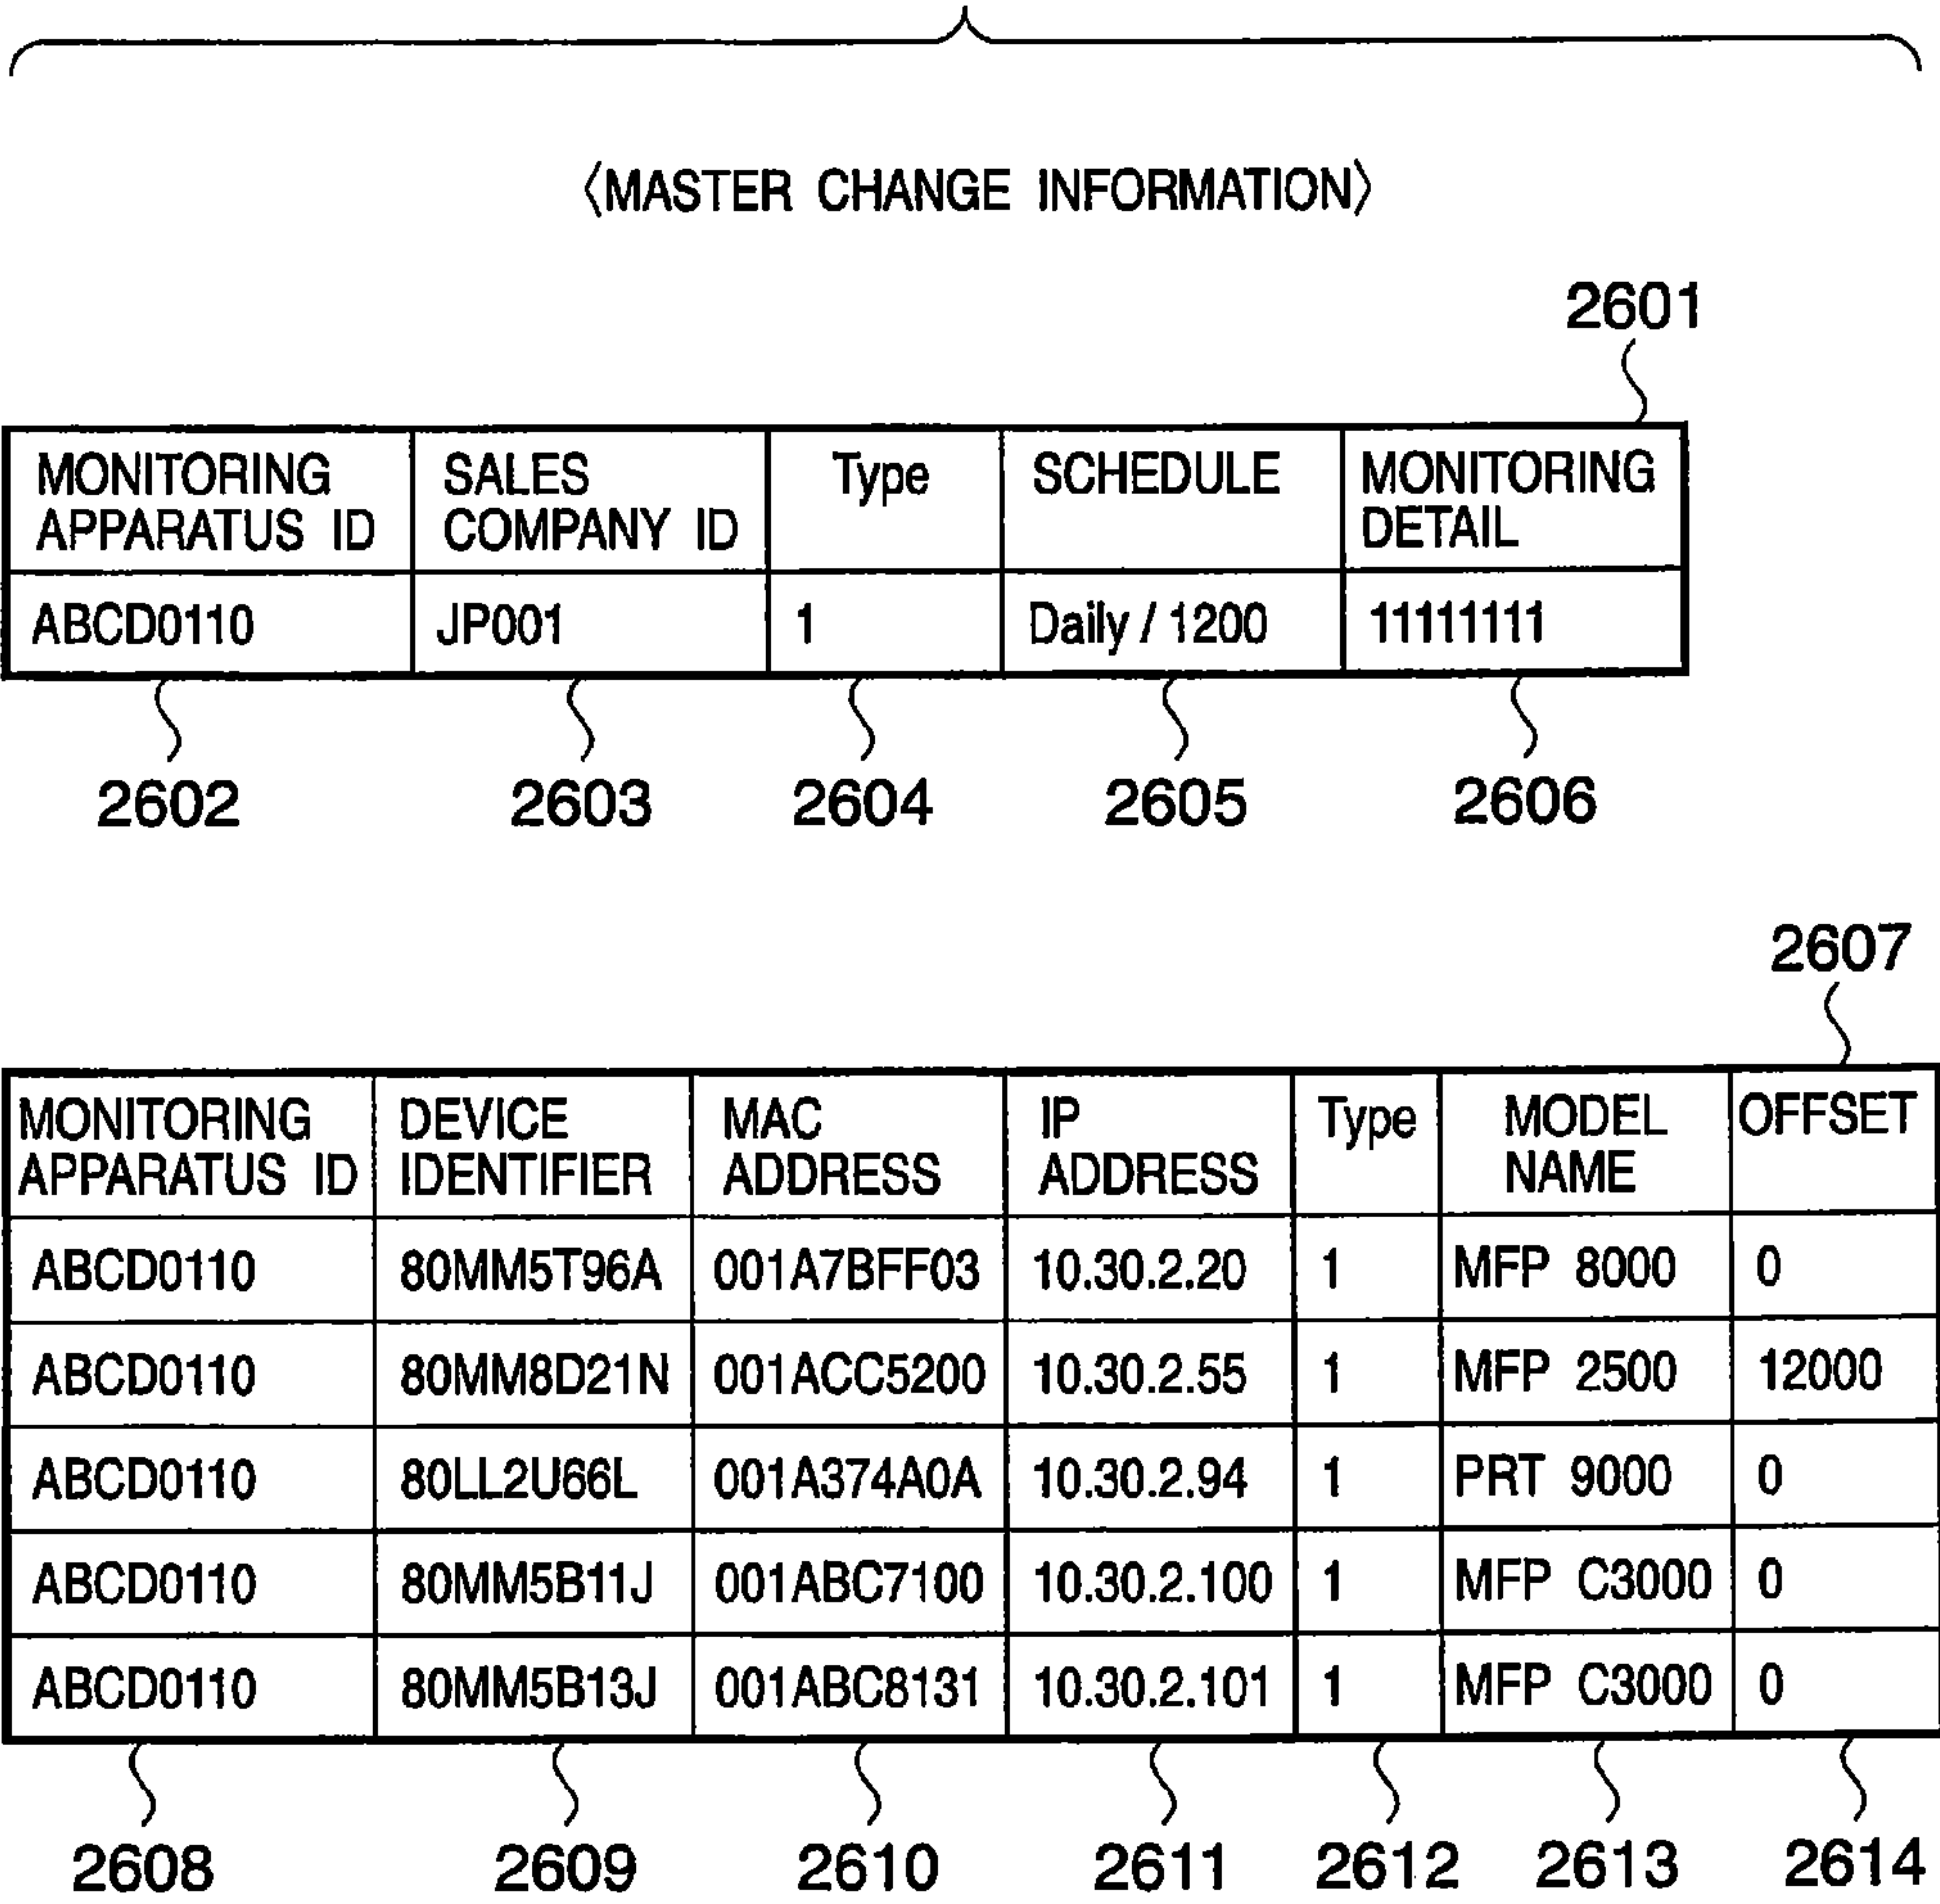 〈MASTER CHANGE INFORMATION〉
2601
MONITORING APPARATUS ID SALES COMPANY ID Type SCHEDULE MONITORING DETAIL
ABCD0110 JP001 1 Daily / 1200 11111111
2602 2603 2604 2605 2606
2607
MONITORING APPARATUS ID DEVICE IDENTIFIER MAC ADDRESS IP ADDRESS Type MODEL NAME OFFSET
ABCD0110 80MM5T96A 001A7BFF03 10.30.2.20 1 MFP 8000 0
ABCD0110 80MM8D21N 001ACC5200 10.30.2.55 1 MFP 2500 12000
ABCD0110 80LL2U66L 001A374A0A 10.30.2.94 1 PRT 9000 0
ABCD0110 80MM5B11J 001ABC7100 10.30.2.100 1 MFP C3000 0
ABCD0110 80MM5B13J 001ABC8131 10.30.2.101 1 MFP C3000 0
2608 2609 2610 2611 2612 2613 2614